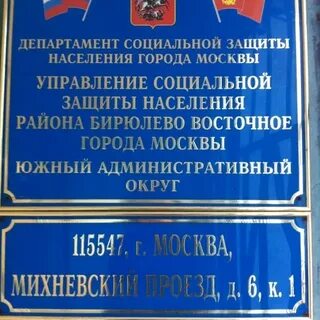 ДЕПАРТАМЕНТ СОЦИАЛЬНОЙ ЗАЩИТЫ
НАСЕЛЕНИЯ ГОРОДА МОСКВЫ
УПРАВЛЕНИЕ СОЦИАЛЬНОЙ
ЗАЩИТЫ НАСЕЛЕНИЯ
РАЙОНА БИРЮЛЕВО ВОСТОЧНОЕ
ГОРОДА МОСКВЫ
ЮЖНЫЙ АДМИНИСТРАТИВНЫЙ
ОКРУГ
115547, г. МОСКВА,
МИХНЕВСКИЙ ПРОЕЗД, д. 6, к. 1